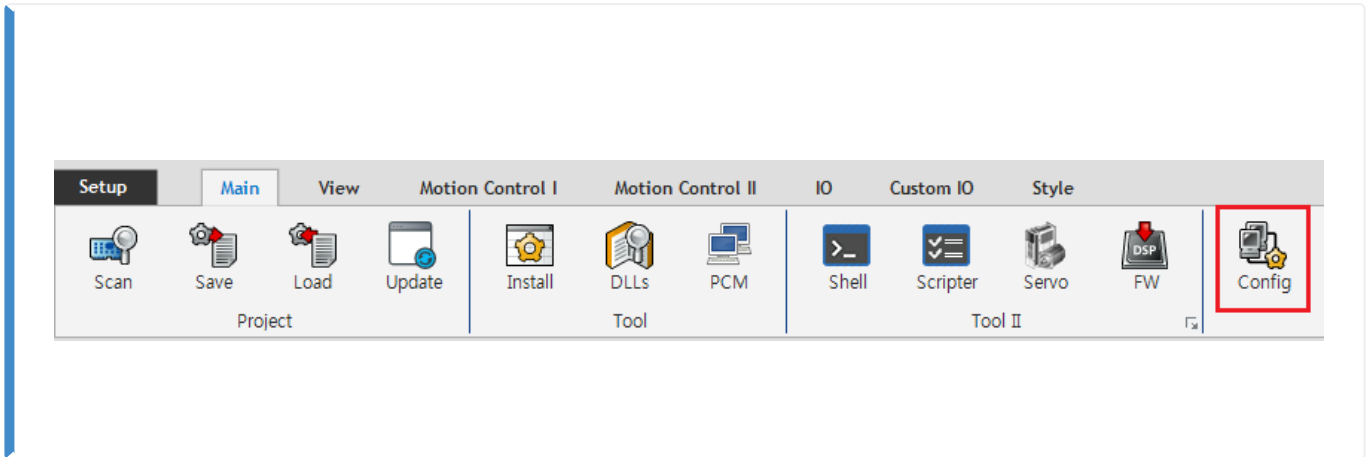 Setup Main View Motion Control I Motion Control II IO Custom IO Style
>_ DSP
Scan Save Load Update Install DLLs PCM Shell Scripter Servo FW Config
Project Tool Tool II